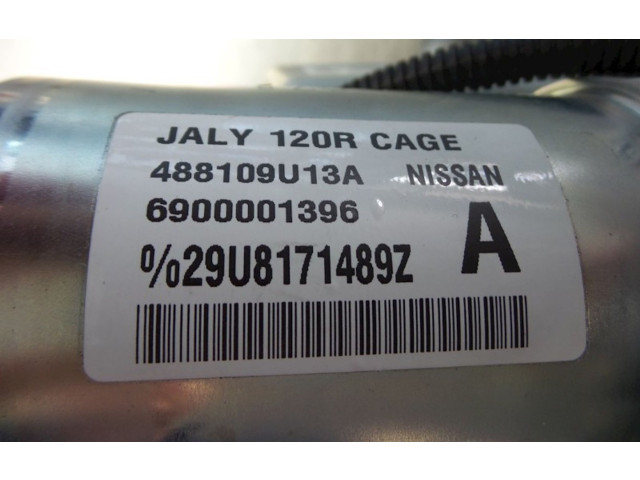 JALY 120R CAGE
488109U13A NISSAN
6900001396
%29U8171489Z A